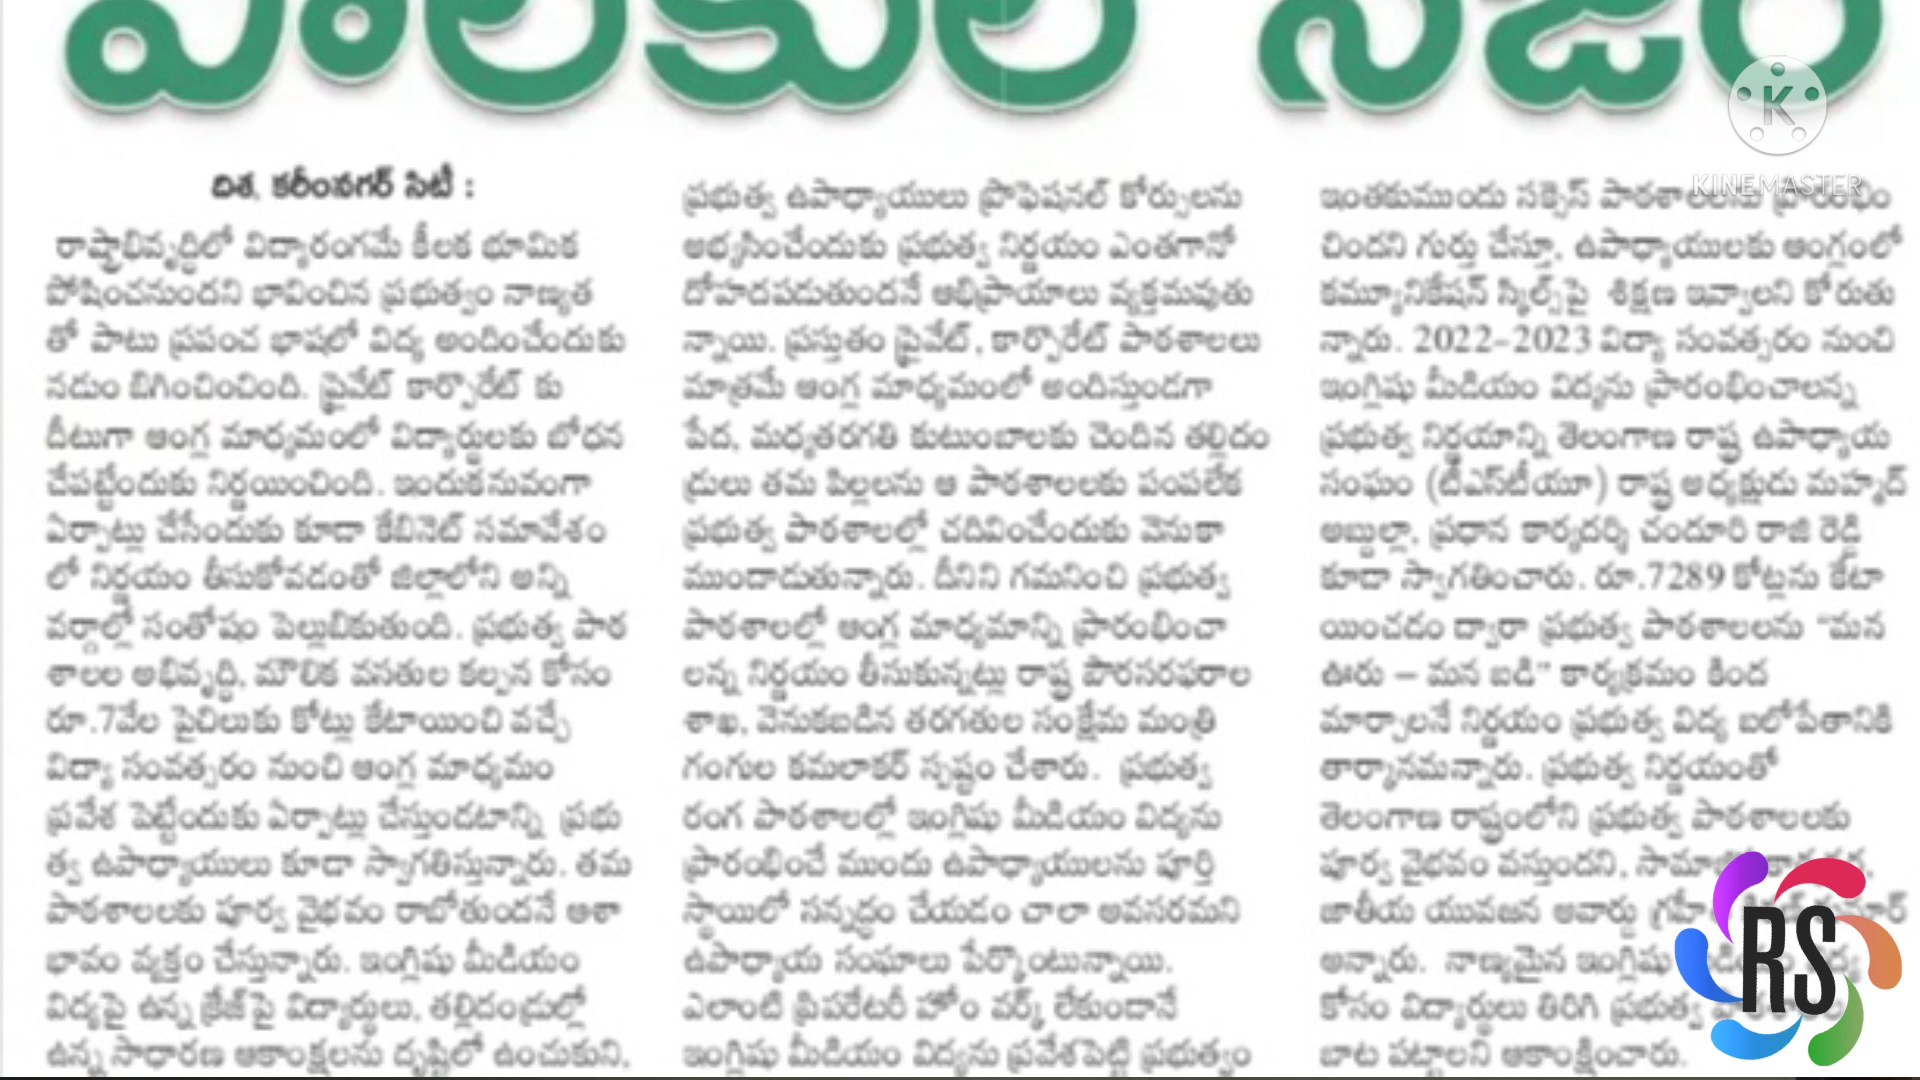 పాలకుల నజర్
దిశ, కరీంనగర్ సిటీ :
రాష్ట్రాభివృద్ధిలో విద్యారంగమే కీలక భూమిక
పోషించనుందని భావించిన ప్రభుత్వం నాణ్యత
తో పాటు ప్రపంచ భాషలో విద్య అందించేందుకు
నడుం బిగించించింది. ప్రైవేట్ కార్పొరేట్ కు
దీటుగా ఆంగ్ల మాధ్యమంలో విద్యార్థులకు బోధన
చేపట్టేందుకు నిర్ణయించింది. ఇందుకనువంగా
ఏర్పాట్లు చేసేందుకు కూడా కేబినెట్ సమావేశం
లో నిర్ణయం తీసుకోవడంతో జిల్లాలోని అన్ని
వర్గాల్లో సంతోషం పెల్లుబికుతుంది. ప్రభుత్వ పాఠ
శాలల అభివృద్ధి, మౌలిక వసతుల కల్పన కోసం
రూ.7వేల పైచిలుకు కోట్లు కేటాయించి వచ్చే
విద్యా సంవత్సరం నుంచి ఆంగ్ల మాధ్యమం
ప్రవేశ పెట్టేందుకు ఏర్పాట్లు చేస్తుండటాన్ని ప్రభు
త్వ ఉపాధ్యాయులు కూడా స్వాగతిస్తున్నారు. తమ
పాఠశాలలకు పూర్వ వైభవం రాబోతుందనే ఆశా
భావం వ్యక్తం చేస్తున్నారు. ఇంగ్లిషు మీడియం
విద్యపై ఉన్న క్రేజ్‌పై విద్యార్థులు, తల్లిదండ్రుల్లో
ఉన్న సాధారణ ఆకాంక్షలను దృష్టిలో ఉంచుకుని,
ప్రభుత్వ ఉపాధ్యాయులు ప్రొఫెషనల్ కోర్సులను
అభ్యసించేందుకు ప్రభుత్వ నిర్ణయం ఎంతగానో
దోహదపడుతుందనే అభిప్రాయాలు వ్యక్తమవుతు
న్నాయి. ప్రస్తుతం ప్రైవేట్, కార్పొరేట్ పాఠశాలలు
మాత్రమే ఆంగ్ల మాధ్యమంలో అందిస్తుండగా
పేద, మధ్యతరగతి కుటుంబాలకు చెందిన తల్లిదం
డ్రులు తమ పిల్లలను ఆ పాఠశాలలకు పంపలేక
ప్రభుత్వ పాఠశాలల్లో చదివించేందుకు వెనుకా
ముందాడుతున్నారు. దీనిని గమనించి ప్రభుత్వ
పాఠశాలల్లో ఆంగ్ల మాధ్యమాన్ని ప్రారంభించా
లన్న నిర్ణయం తీసుకున్నట్లు రాష్ట్ర పౌరసరఫరాల
శాఖ, వెనుకబడిన తరగతుల సంక్షేమ మంత్రి
గంగుల కమలాకర్ స్పష్టం చేశారు. ప్రభుత్వ
రంగ పాఠశాలల్లో ఇంగ్లిషు మీడియం విద్యను
ప్రారంభించే ముందు ఉపాధ్యాయులను పూర్తి
స్థాయిలో సన్నద్ధం చేయడం చాలా అవసరమని
ఉపాధ్యాయ సంఘాలు పేర్కొంటున్నాయి.
ఎలాంటి ప్రిపరేటరీ హోం వర్క్ లేకుండానే
ఇంగ్లిషు మీడియం విద్యను ప్రవేశపెట్టి ప్రభుత్వం
ఇంతకుముందు సక్సెస్ పాఠశాలలను ప్రారంభిం
చిందని గుర్తు చేస్తూ, ఉపాధ్యాయులకు ఆంగ్లంలో
కమ్యూనికేషన్ స్కిల్స్‌పై శిక్షణ ఇవ్వాలని కోరుతు
న్నారు. 2022-2023 విద్యా సంవత్సరం నుంచి
ఇంగ్లిషు మీడియం విద్యను ప్రారంభించాలన్న
ప్రభుత్వ నిర్ణయాన్ని తెలంగాణ రాష్ట్ర ఉపాధ్యాయ
సంఘం (టీఎస్‌టీయూ) రాష్ట్ర అధ్యక్షుడు మహ్మద్
అబ్దుల్లా, ప్రధాన కార్యదర్శి చందూరి రాజి రెడ్డి
కూడా స్వాగతించారు. రూ.7289 కోట్లను కేటా
యించడం ద్వారా ప్రభుత్వ పాఠశాలలను "మన
ఊరు – మన బడి" కార్యక్రమం కింద
మార్చాలనే నిర్ణయం ప్రభుత్వ విద్య బలోపేతానికి
తార్కాణమన్నారు. ప్రభుత్వ నిర్ణయంతో
తెలంగాణ రాష్ట్రంలోని ప్రభుత్వ పాఠశాలలకు
పూర్వ వైభవం వస్తుందని,
జాతీయ యువజన అవార్డు
అన్నారు. నాణ్యమైన ఇంగ్లిషు
కోసం విద్యార్థులు తిరిగి ప్రభుత్వ
బాట పట్టాలని ఆకాంక్షించారు.
K
KINEMASTER
RS